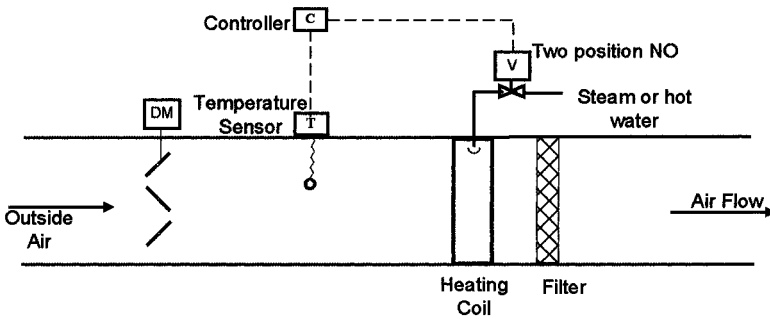 Controller
C
Two position NO
V
DM
Temperature
Sensor
T
Steam or hot
water
Outside
Air
Air Flow
Heating
Coil
Filter